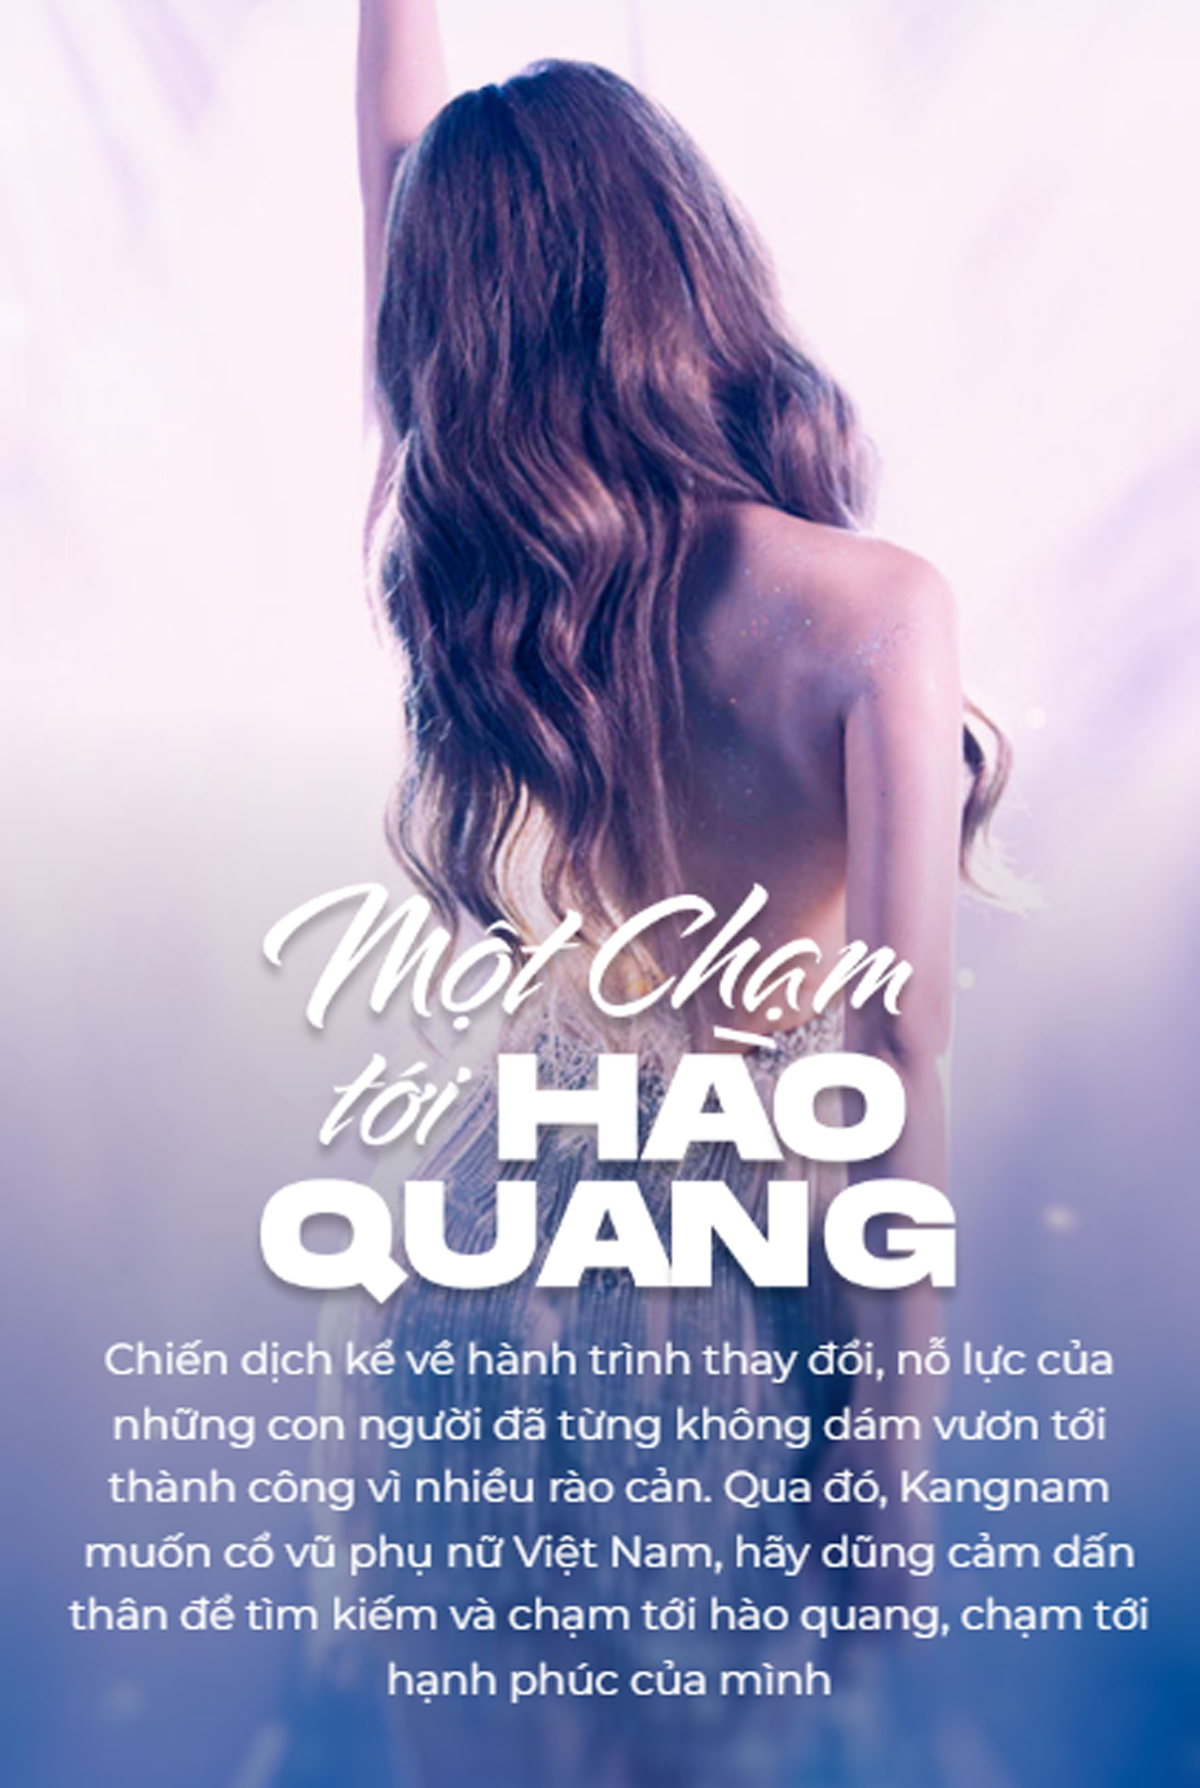 Một Chạm
tới HÀO
QUANG
Chiến dịch kể về hành trình thay đổi, nỗ lực của
những con người đã từng không dám vươn tới
thành công vì nhiều rào cản. Qua đó, Kangnam
muốn cổ vũ phụ nữ Việt Nam, hãy dũng cảm dấn
thân để tìm kiếm và chạm tới hào quang, chạm tới
hạnh phúc của mình